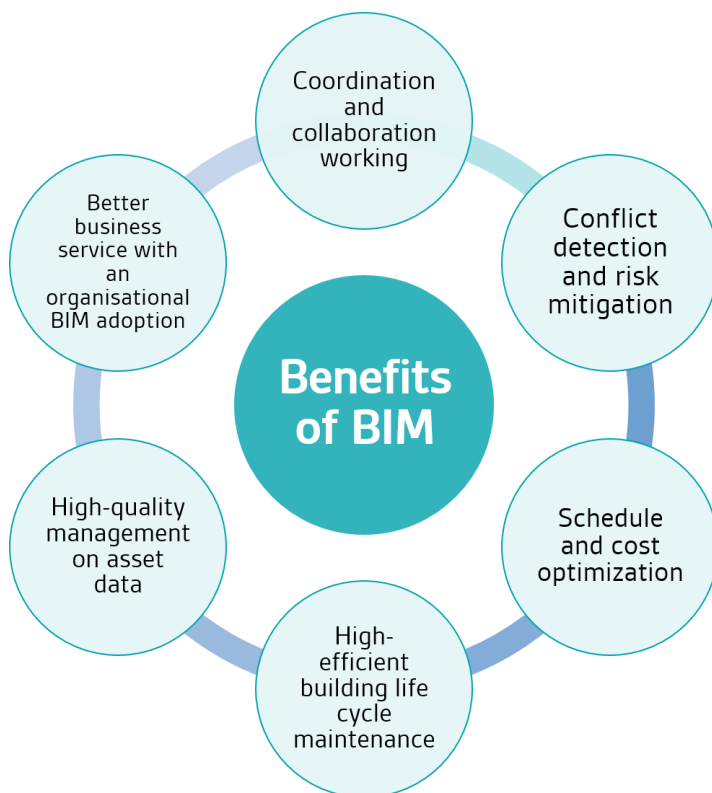 Coordination
and
collaboration
working
Conflict
detection
and risk
mitigation
Schedule
and cost
optimization
High-
efficient
building life
cycle
maintenance
High-quality
management
on asset
data
Better
business
service with
an
organisational
BIM adoption
Benefits
of BIM